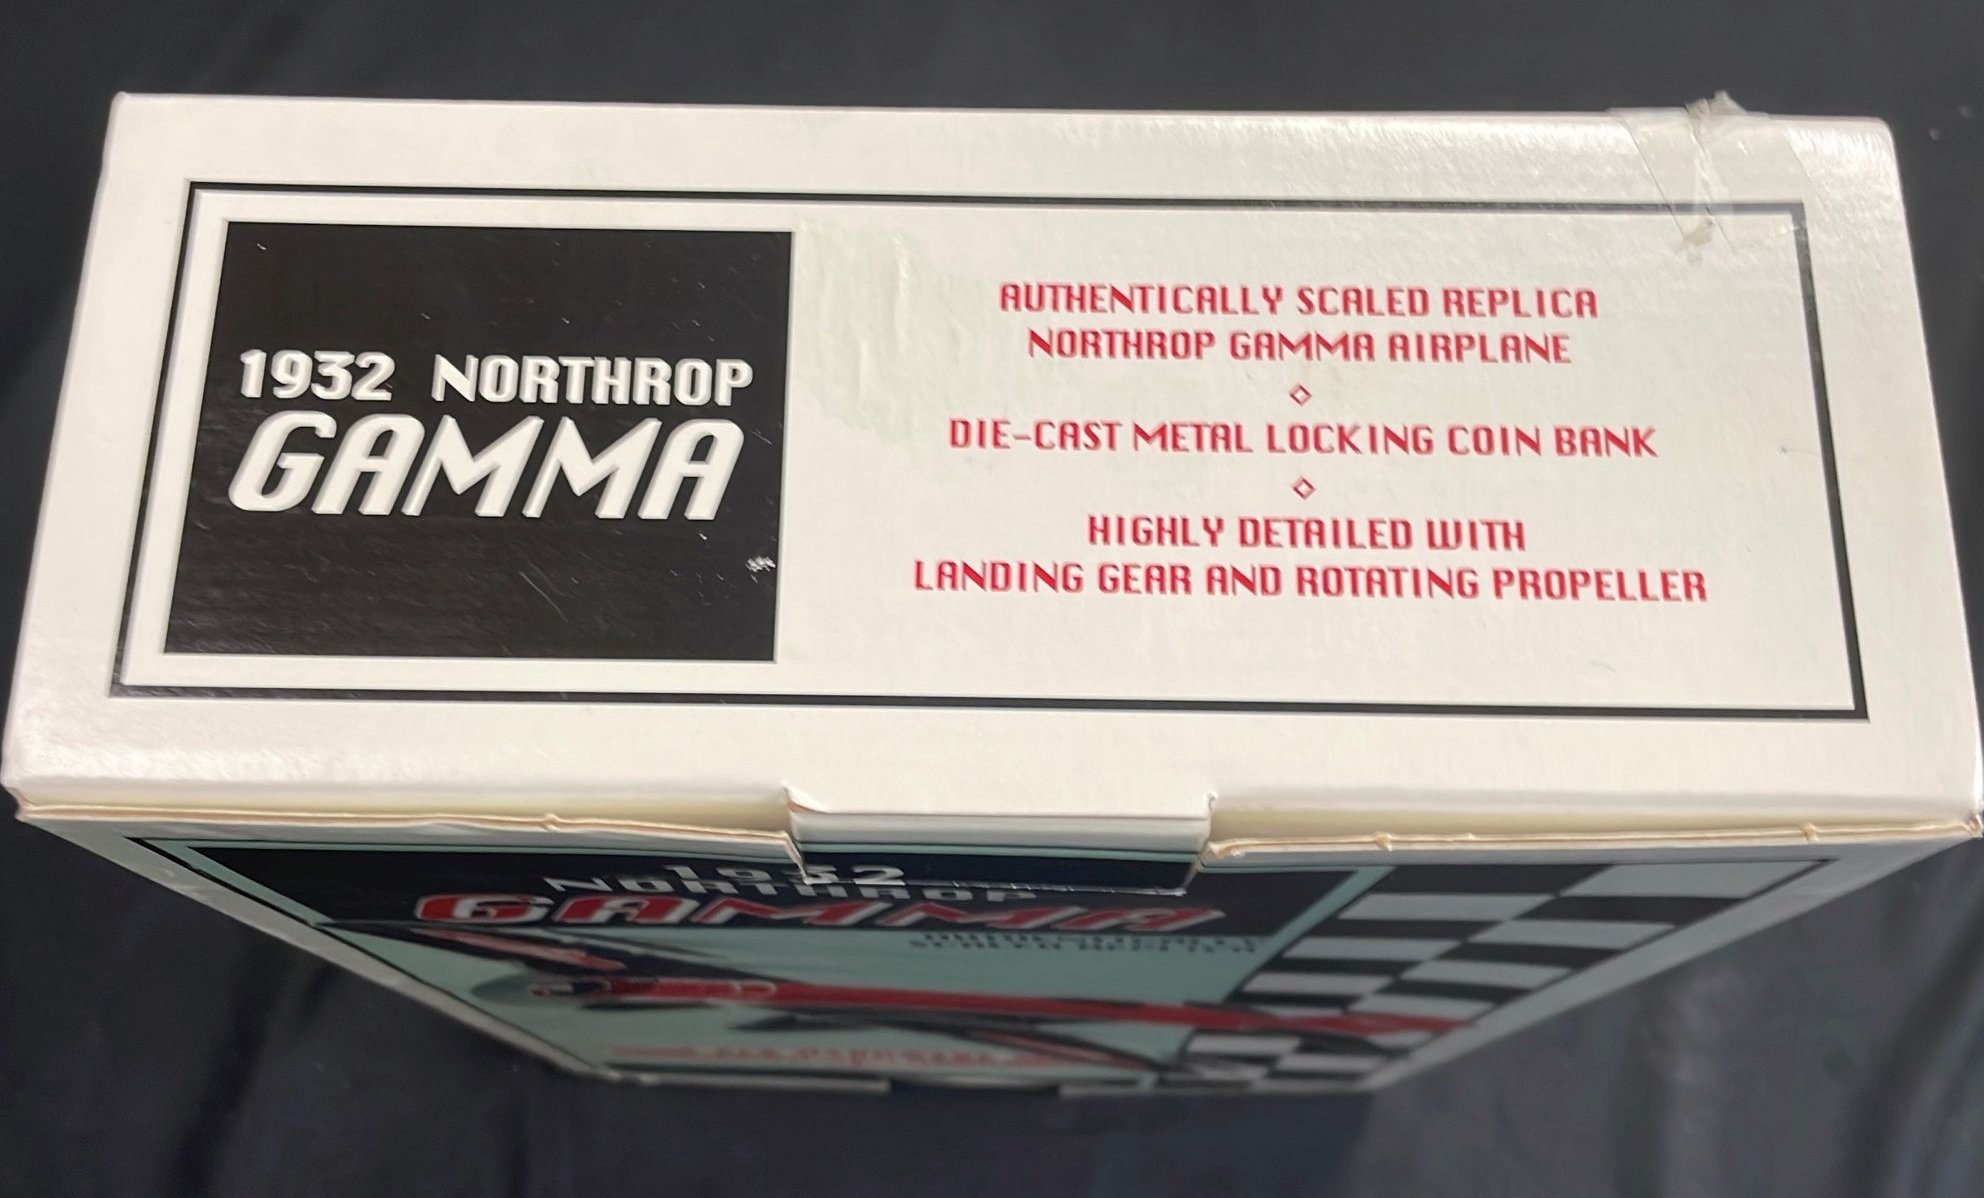 1932 NORTHROP
GAMMA
AUTHENTICALLY SCALED REPLICA
NORTHROP GAMMA AIRPLANE
DIE-CAST METAL LOCKING COIN BANK
HIGHLY DETAILED WITH
LANDING GEAR AND ROTATING PROPELLER
1932
NORTHROP
GAMMA